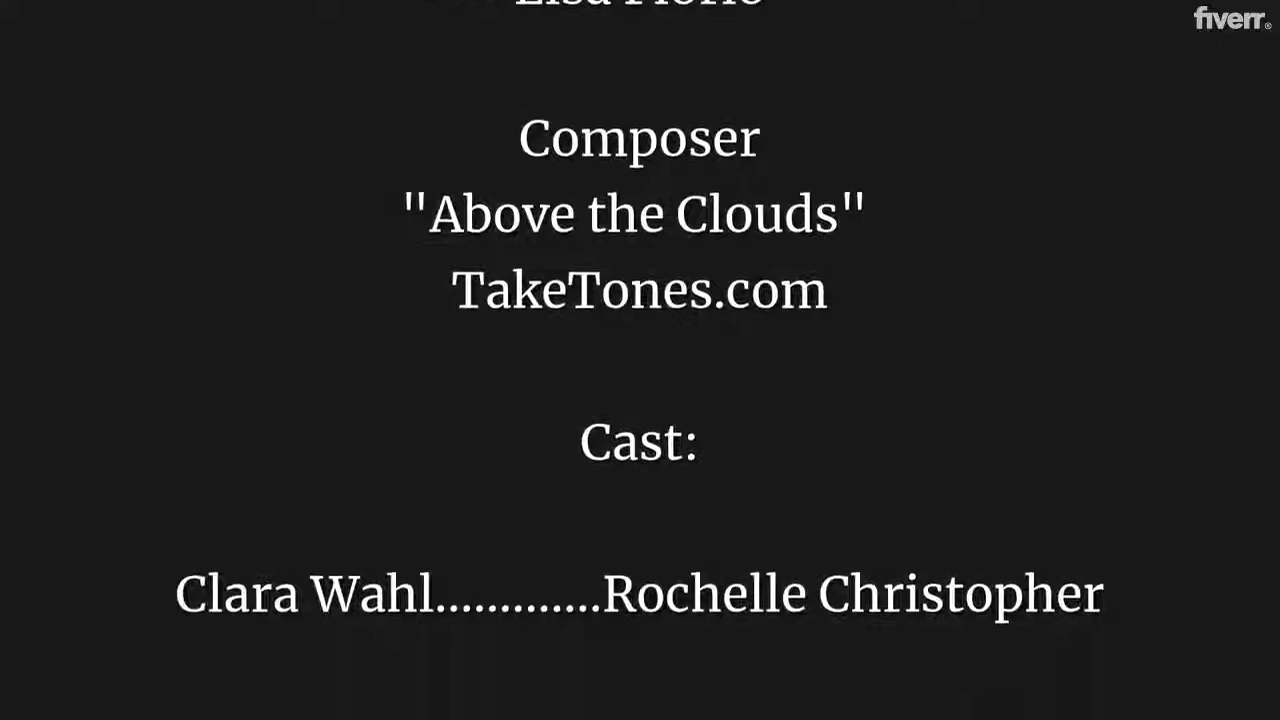 fiverr®
Composer
"Above the Clouds"
TakeTones.com
Cast:
Clara Wahl.............Rochelle Christopher